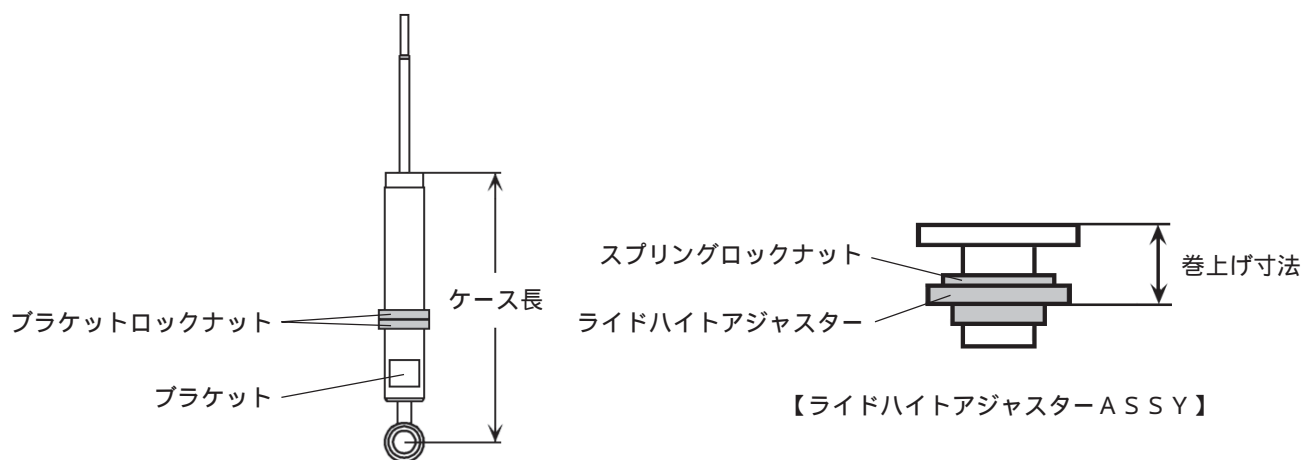 ケース長
ブラケットロックナット
ブラケット
スプリングロックナット
ライドハイトアジャスター
巻上げ寸法
【ライドハイトアジャスターＡＳＳＹ】